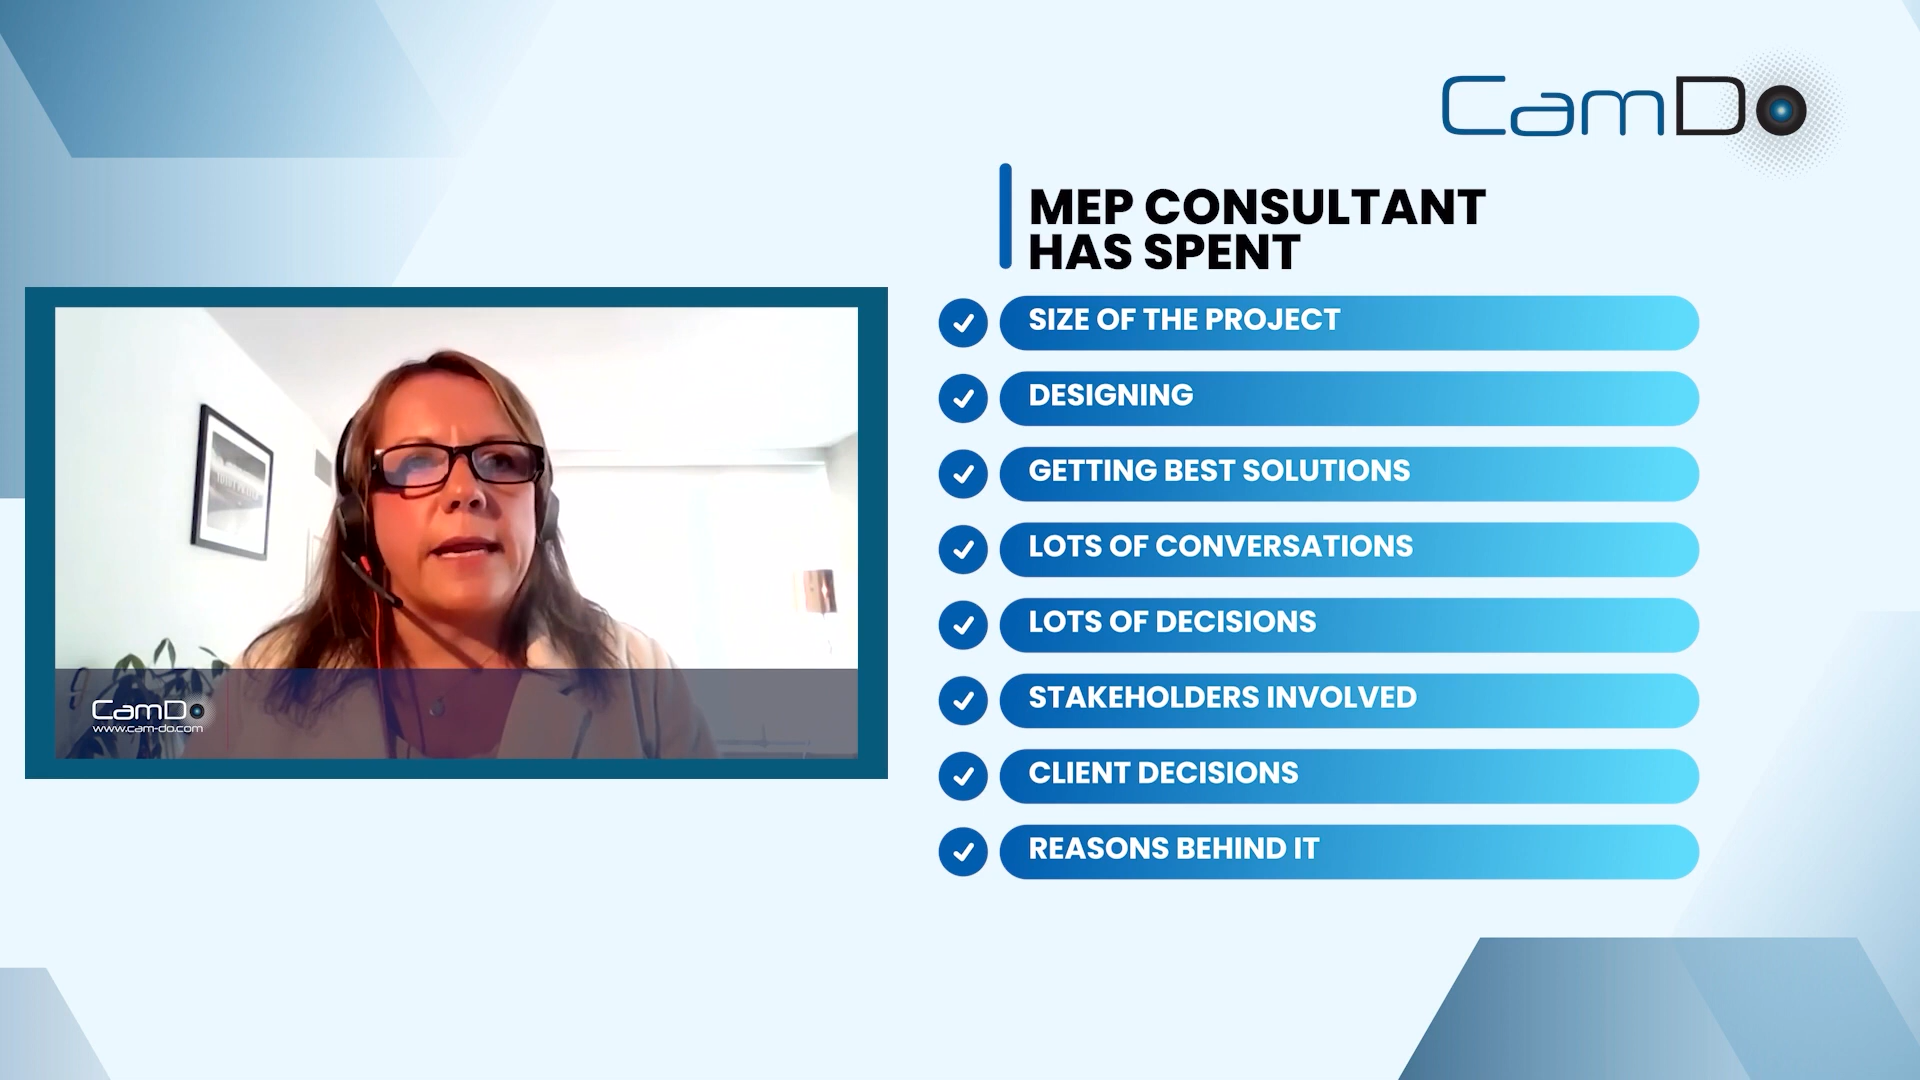 CamDo
MEP CONSULTANT
HAS SPENT
SIZE OF THE PROJECT
DESIGNING
GETTING BEST SOLUTIONS
LOTS OF CONVERSATIONS
LOTS OF DECISIONS
STAKEHOLDERS INVOLVED
CLIENT DECISIONS
REASONS BEHIND IT
CamDo
www.cam-do.com